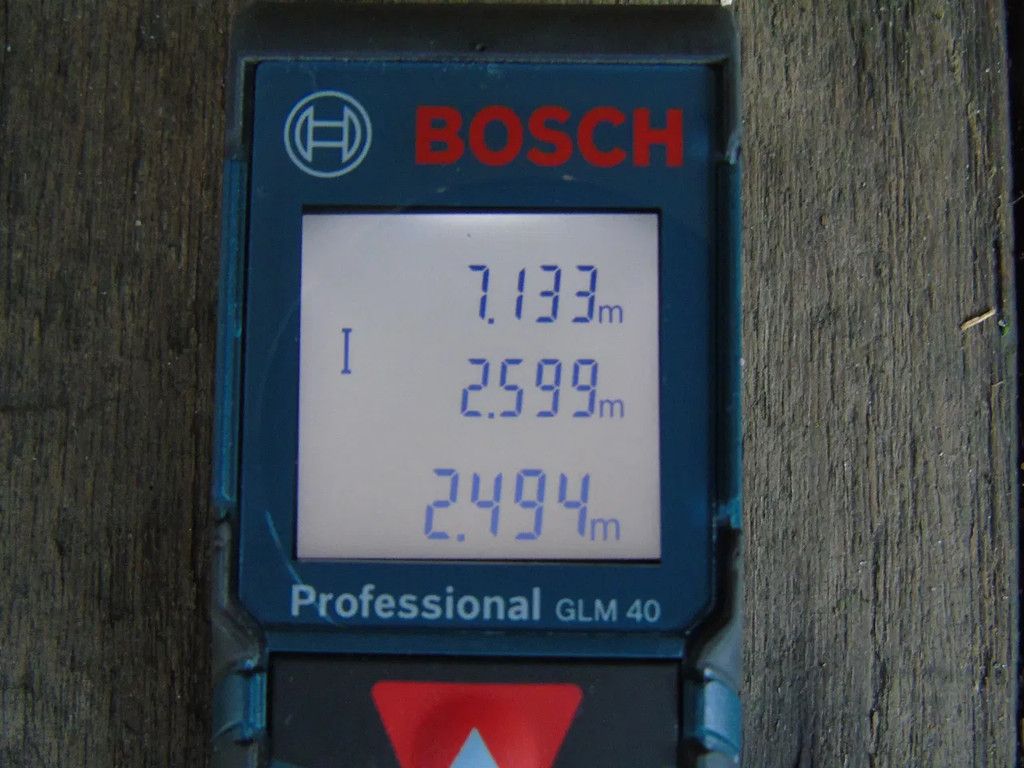 BOSCH
7.133m
I
2.599m
2.494m
Professional GLM 40